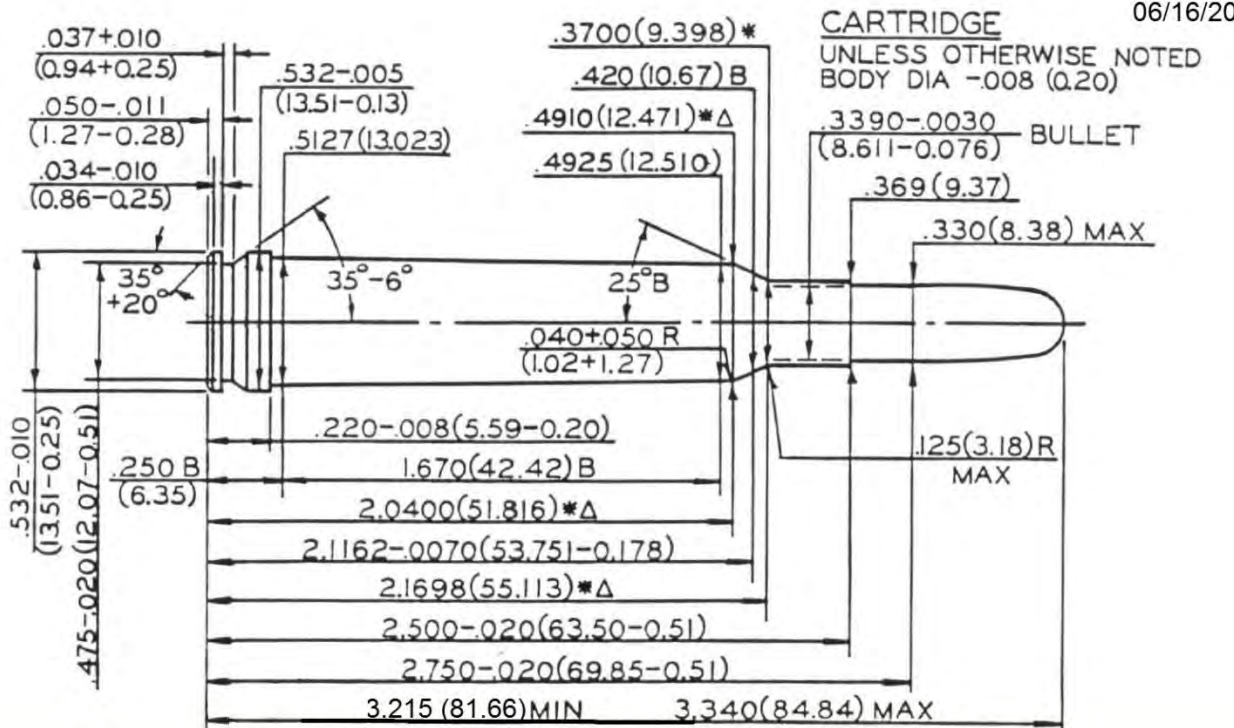 06/16/20
CARTRIDGE
UNLESS OTHERWISE NOTED
BODY DIA -.008 (0.20)
.037+.010
(0.94+0.25)
.050-.011
(1.27-0.28)
.034-.010
(0.86-0.25)
.532-.005
(13.51-0.13)
.5127(13.023)
.3700(9.398)*
.420(10.67) B
.4910(12.471)*Δ
.4925(12.510)
.3390-.0030
(8.611-0.076)
BULLET
.369(9.37)
.330(8.38) MAX
35°
+20°
35°-6°
25°B
.040+.050 R
(1.02+1.27)
.125(3.18)R
MAX
.532-.010
(13.51-0.25)
.475-.020(12.07-0.51)
.220-.008(5.59-0.20)
.250 B
(6.35)
1.670(42.42)B
2.0400(51.816)*Δ
2.1162-.0070(53.751-0.178)
2.1698(55.113)*Δ
2.500-.020(63.50-0.51)
2.750-.020(69.85-0.51)
3.215 (81.66)MIN
3.340(84.84) MAX